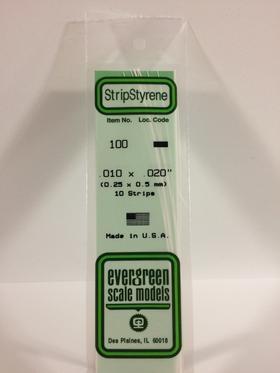 StripStyrene
Item No. Loc. Code
100
.010 x .020"
(0.25 x 0.5 mm)
10 Strips
Made in U.S.A.
evergreen
scale models
Des Plaines, IL 60018